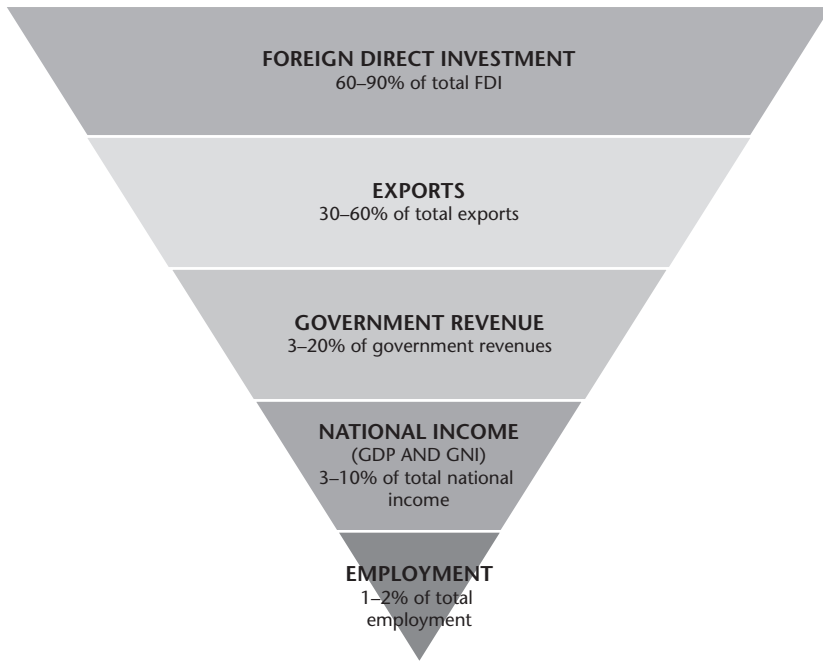 FOREIGN DIRECT INVESTMENT
60–90% of total FDI
EXPORTS
30–60% of total exports
GOVERNMENT REVENUE
3–20% of government revenues
NATIONAL INCOME
(GDP AND GNI)
3–10% of total national
income
EMPLOYMENT
1–2% of total
employment